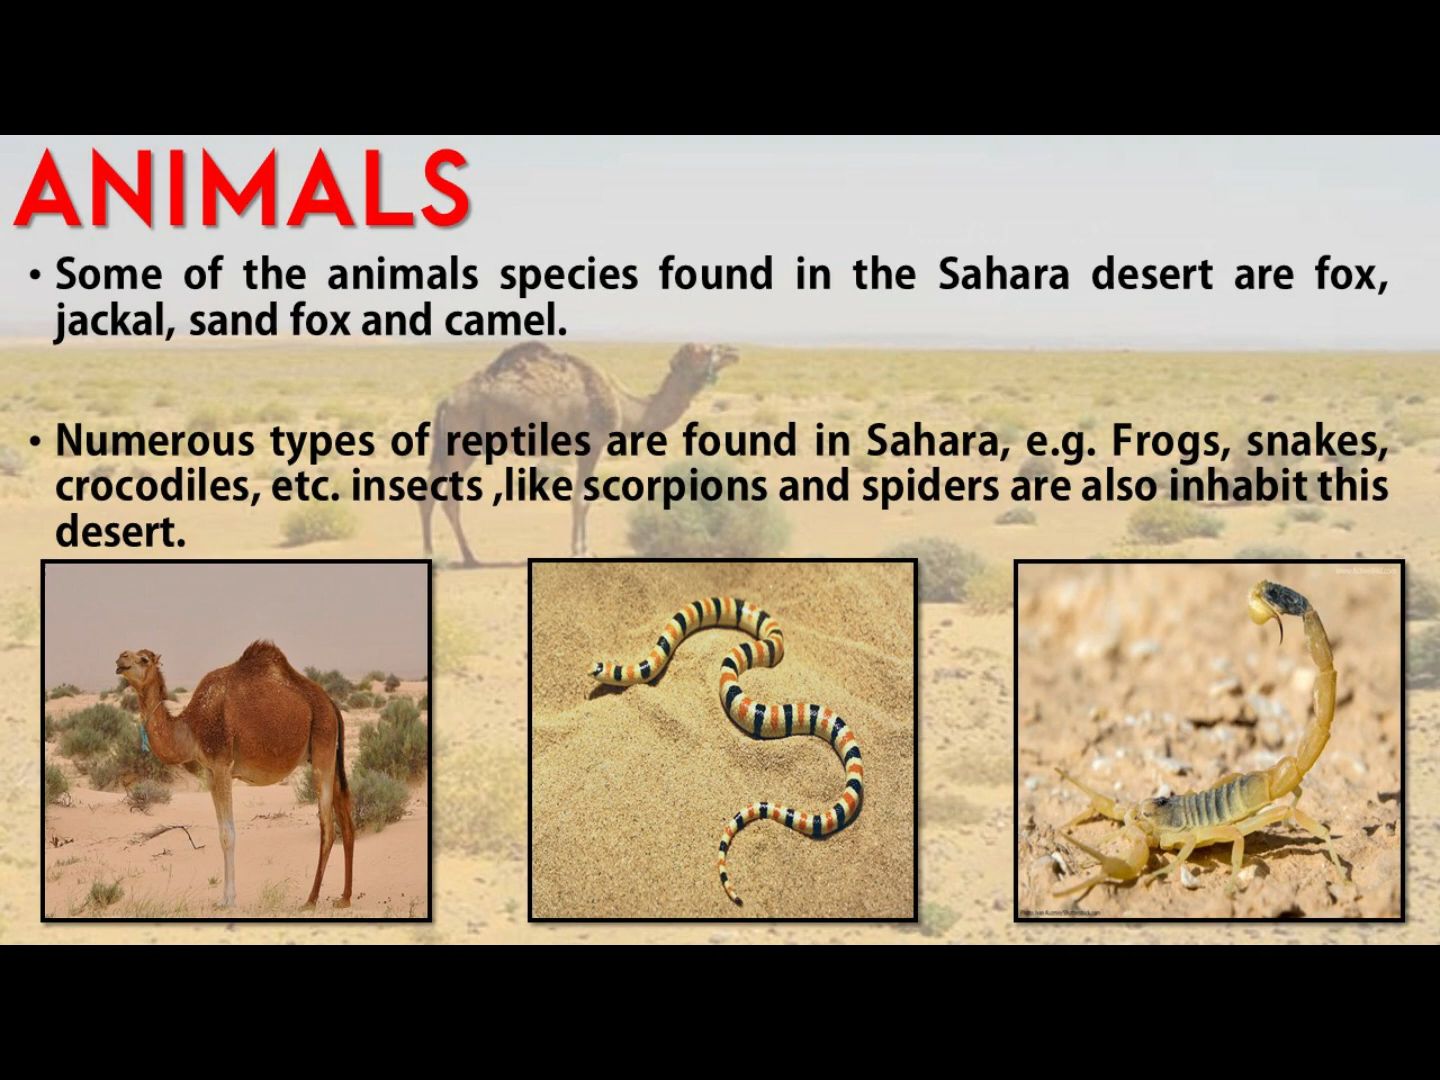 ANIMALS
• Some of the animals species found in the Sahara desert are fox,
jackal, sand fox and camel.
• Numerous types of reptiles are found in Sahara, e.g. Frogs, snakes,
crocodiles, etc. insects ,like scorpions and spiders are also inhabit this
desert.